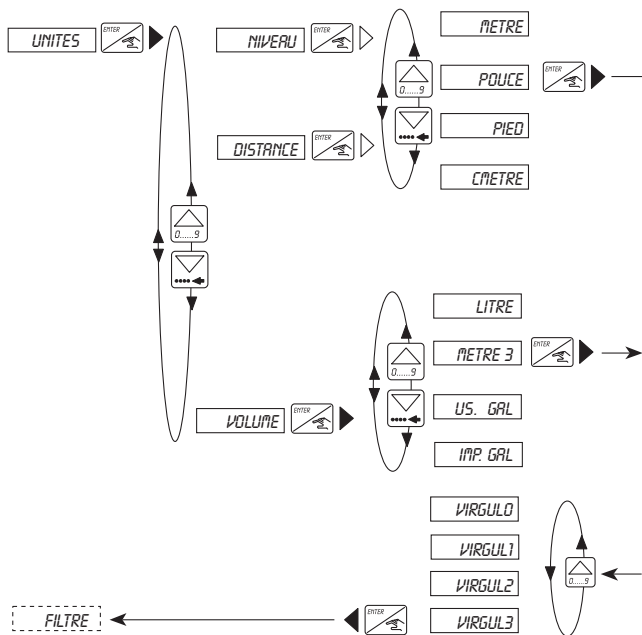 UNITES
ENTER
NIVEAU
ENTER
METRE
POUCE
ENTER
0......9
PIED
DISTANCE
ENTER
CMETRE
0......9
LITRE
METRE 3
ENTER
0......9
US. GAL
VOLUME
ENTER
IMP. GAL
VIRGUL0
VIRGUL1
0......9
VIRGUL2
FILTRE
ENTER
VIRGUL3